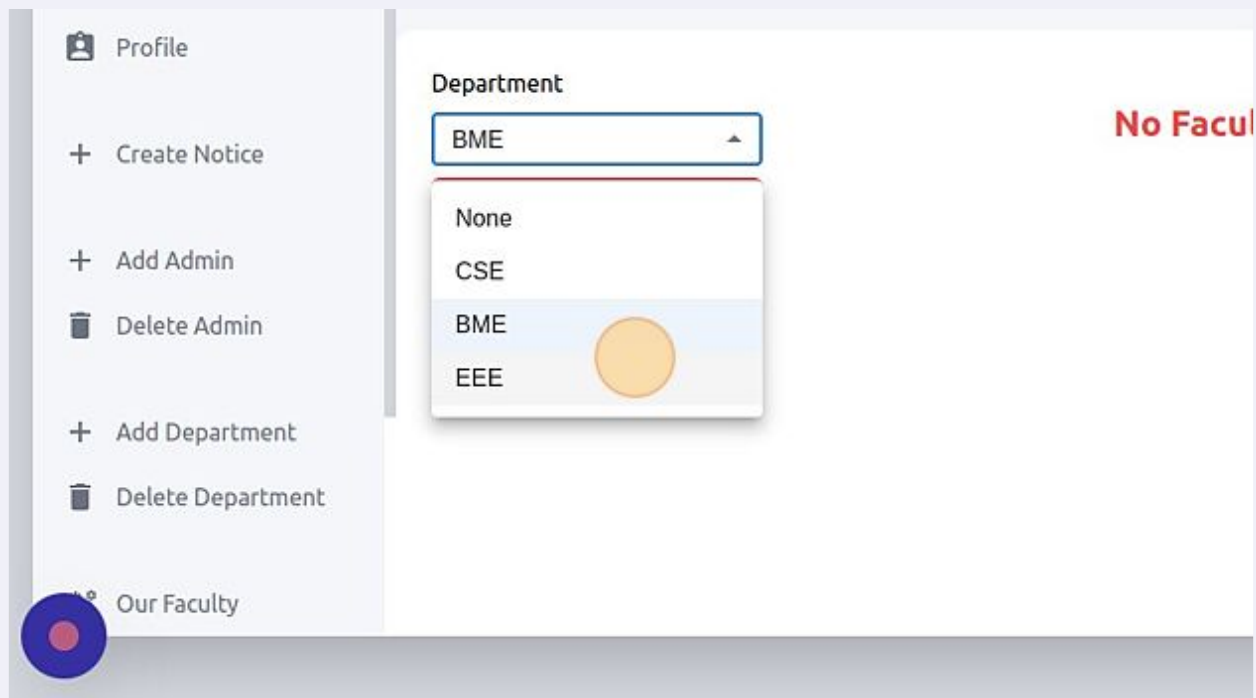 Profile
Create Notice
Add Admin
Delete Admin
Add Department
Delete Department
Our Faculty
Department
BME
None
CSE
BME
EEE
No Facul